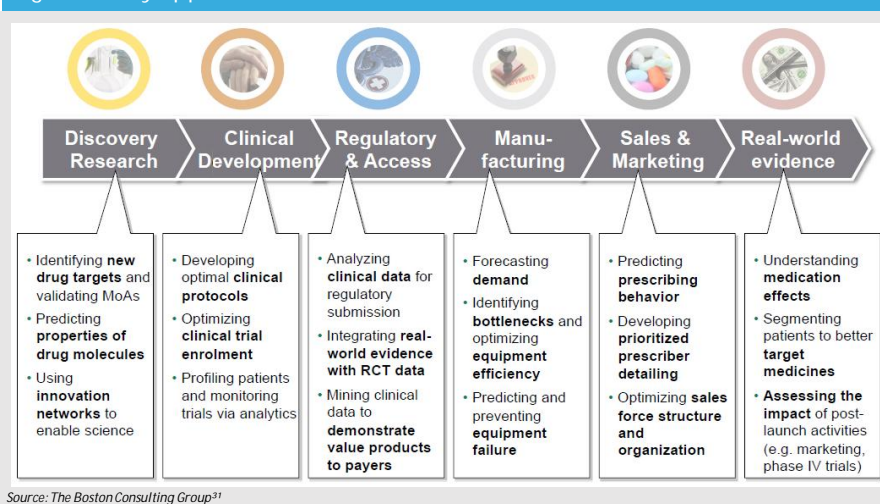 Discovery
Research
Clinical
Development
Regulatory
& Access
Manu-
facturing
Sales &
Marketing
Real-world
evidence
• Identifying new
drug targets and
validating MoAs
• Predicting
properties of
drug molecules
• Using
innovation
networks to
enable science
• Developing
optimal clinical
protocols
• Optimizing
clinical trial
enrolment
• Profiling patients
and monitoring
trials via analytics
• Analyzing
clinical data for
regulatory
submission
• Integrating real-
world evidence
with RCT data
• Mining clinical
data to
demonstrate
value products
to payers
• Forecasting
demand
• Identifying
bottlenecks and
optimizing
equipment
efficiency
• Predicting and
preventing
equipment
failure
• Predicting
prescribing
behavior
• Developing
prioritized
prescriber
detailing
• Optimizing sales
force structure
and
organization
• Understanding
medication
effects
• Segmenting
patients to better
target
medicines
• Assessing the
impact of post-
launch activities
(e.g. marketing,
phase IV trials)
Source: The Boston Consulting Group³¹